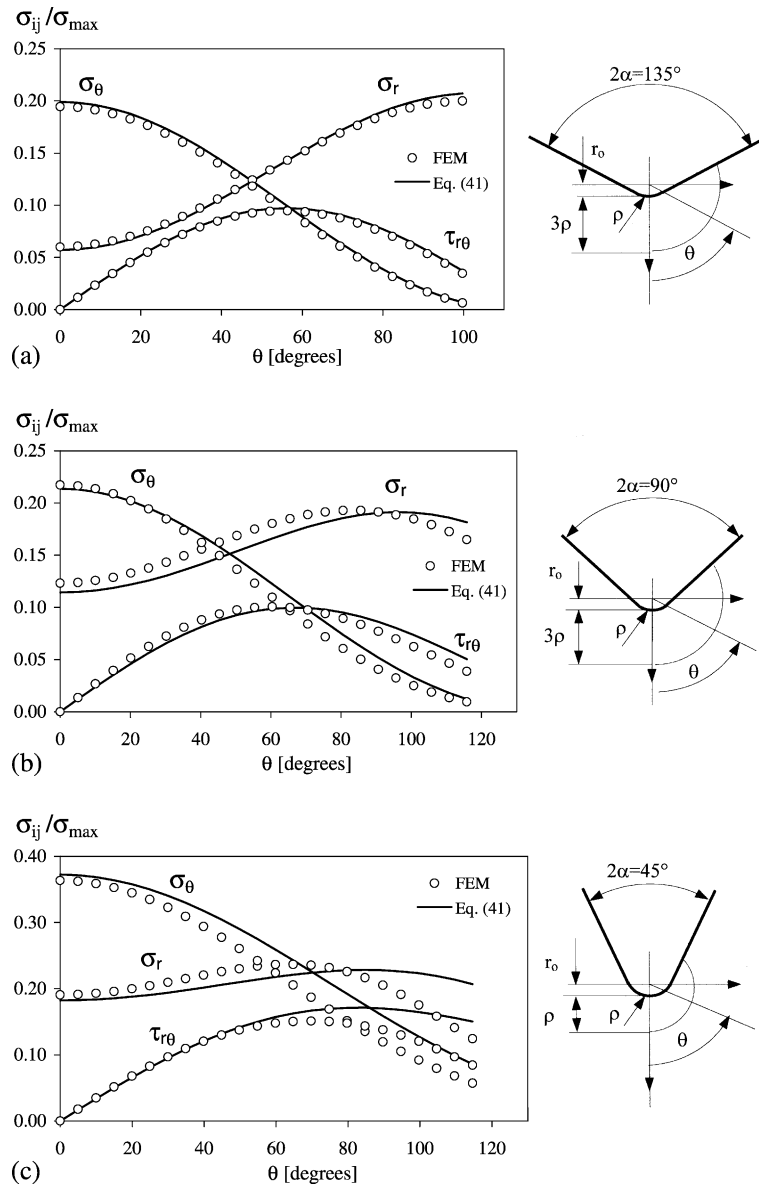 σij /σmax
0.25
0.20
0.15
0.10
0.05
0.00
σθ
σr
τrθ
FEM
Eq. (41)
0 20 40 60 80 100
θ [degrees]
(a)
2α=135°
ro
3ρ
ρ
θ
σij /σmax
0.25
0.20
0.15
0.10
0.05
0.00
σθ
σr
FEM
Eq. (41)
τrθ
0 20 40 60 80 100 120
θ [degrees]
(b)
2α=90°
ro
3ρ
ρ
θ
σij /σmax
0.40
0.30
0.20
0.10
0.00
σθ
σr
τrθ
FEM
Eq. (41)
0 20 40 60 80 100 120
θ [degrees]
(c)
2α=45°
ro
ρ
ρ
θ